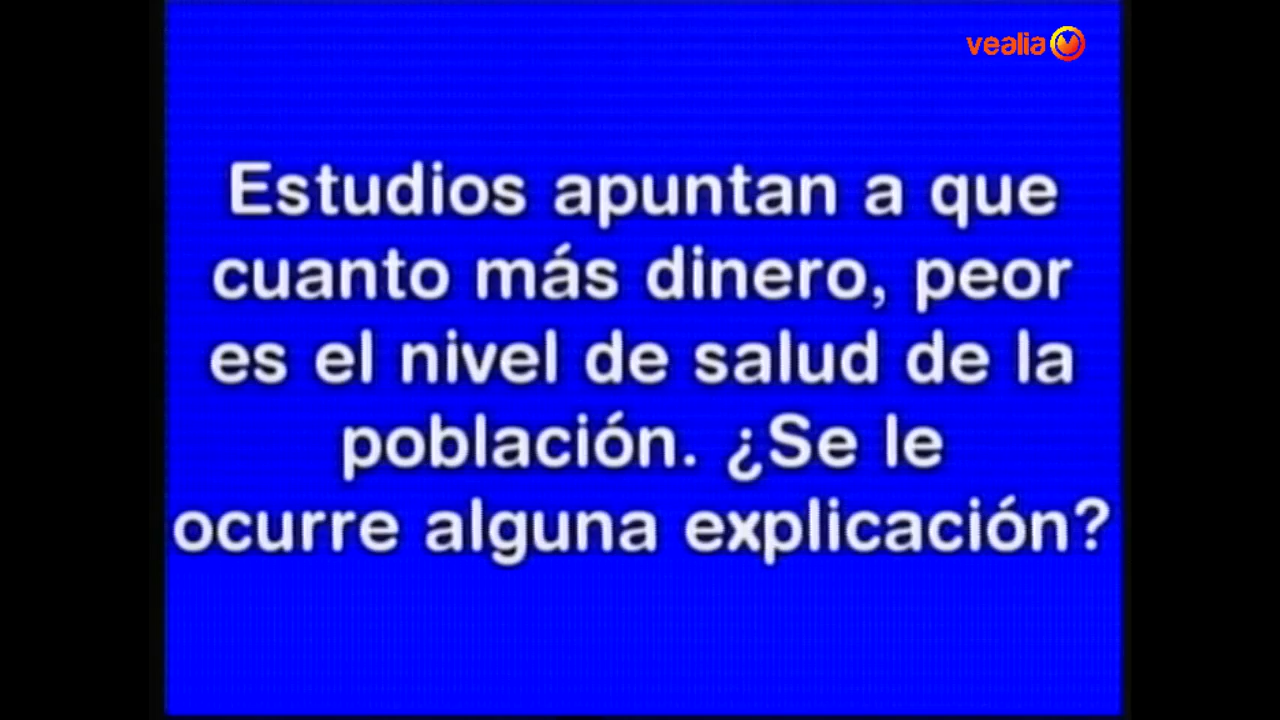 vealia
Estudios apuntan a que
cuanto más dinero, peor
es el nivel de salud de la
población. ¿Se le
ocurre alguna explicación?